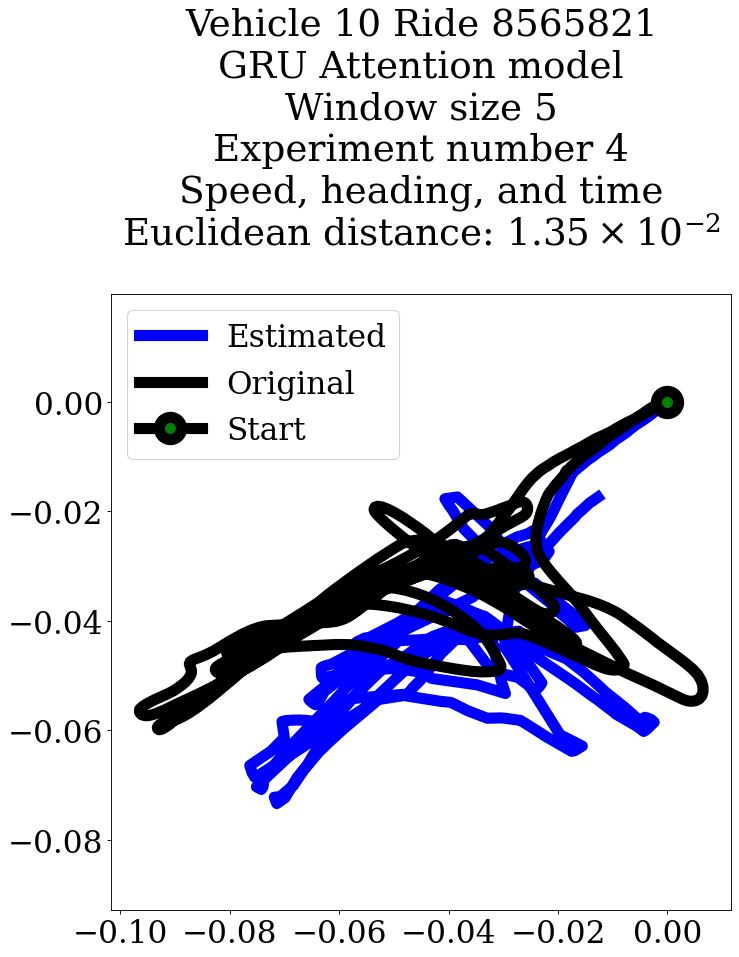 Vehicle 10 Ride 8565821
GRU Attention model
Window size 5
Experiment number 4
Speed, heading, and time
Euclidean distance: 1.35 × 10⁻²
Estimated
Original
Start
0.00
−0.02
−0.04
−0.06
−0.08
−0.10 −0.08 −0.06 −0.04 −0.02 0.00